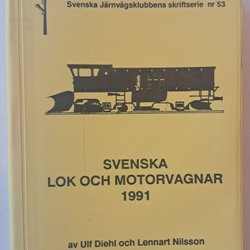 Svenska Järnvägsklubbens skriftserie nr 53
SVENSKA
LOK OCH MOTORVAGNAR
1991
av Ulf Diehl och Lennart Nilsson